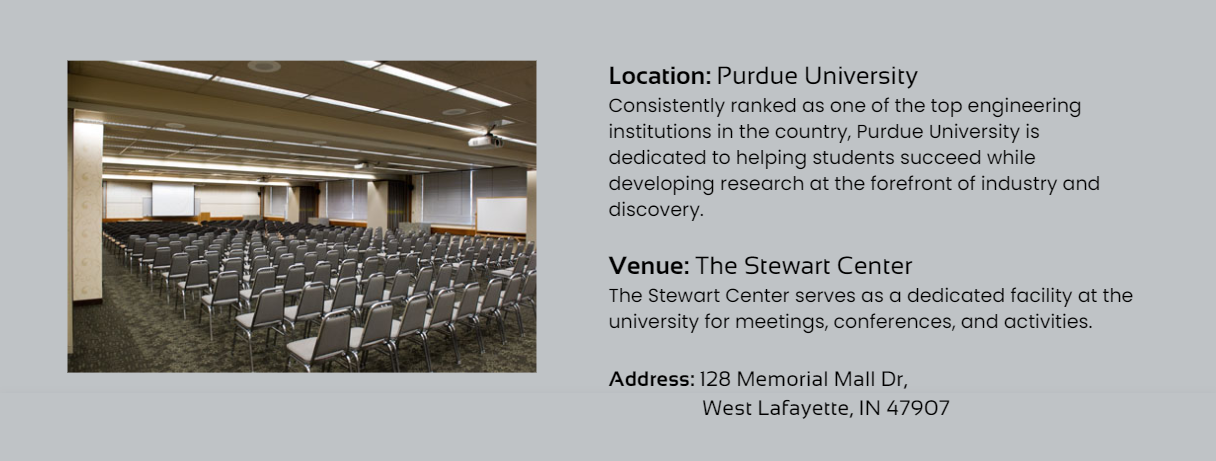 Location: Purdue University
Consistently ranked as one of the top engineering
institutions in the country, Purdue University is
dedicated to helping students succeed while
developing research at the forefront of industry and
discovery.
Venue: The Stewart Center
The Stewart Center serves as a dedicated facility at the
university for meetings, conferences, and activities.
Address: 128 Memorial Mall Dr,
West Lafayette, IN 47907